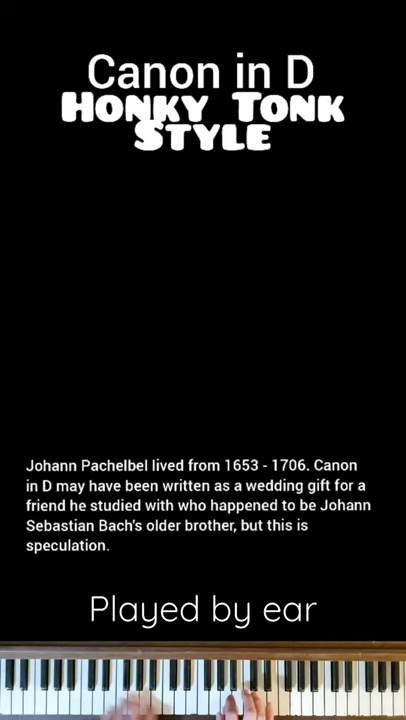 Canon in D
HONKY TONK
STYLE
Johann Pachelbel lived from 1653 - 1706. Canon
in D may have been written as a wedding gift for a
friend he studied with who happened to be Johann
Sebastian Bach's older brother, but this is
speculation.
Played by ear